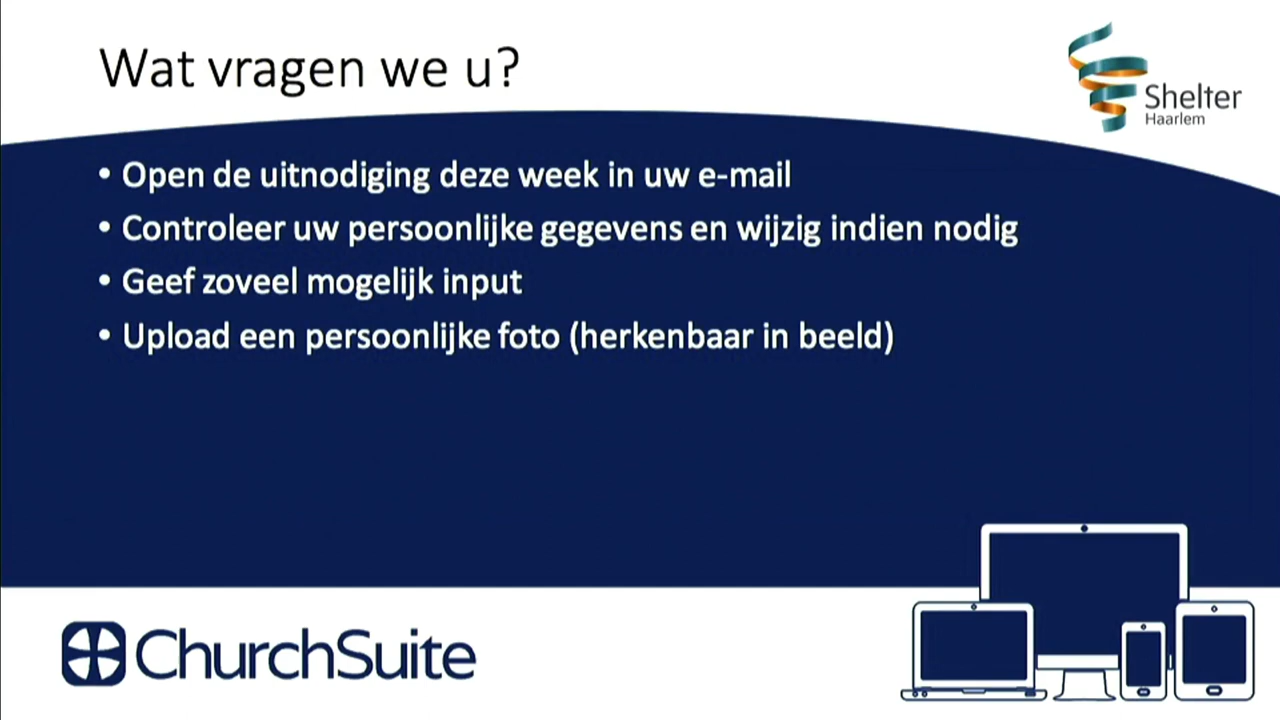 Wat vragen we u?
Shelter
Haarlem
• Open de uitnodiging deze week in uw e-mail
• Controleer uw persoonlijke gegevens en wijzig indien nodig
• Geef zoveel mogelijk input
• Upload een persoonlijke foto (herkenbaar in beeld)
ChurchSuite